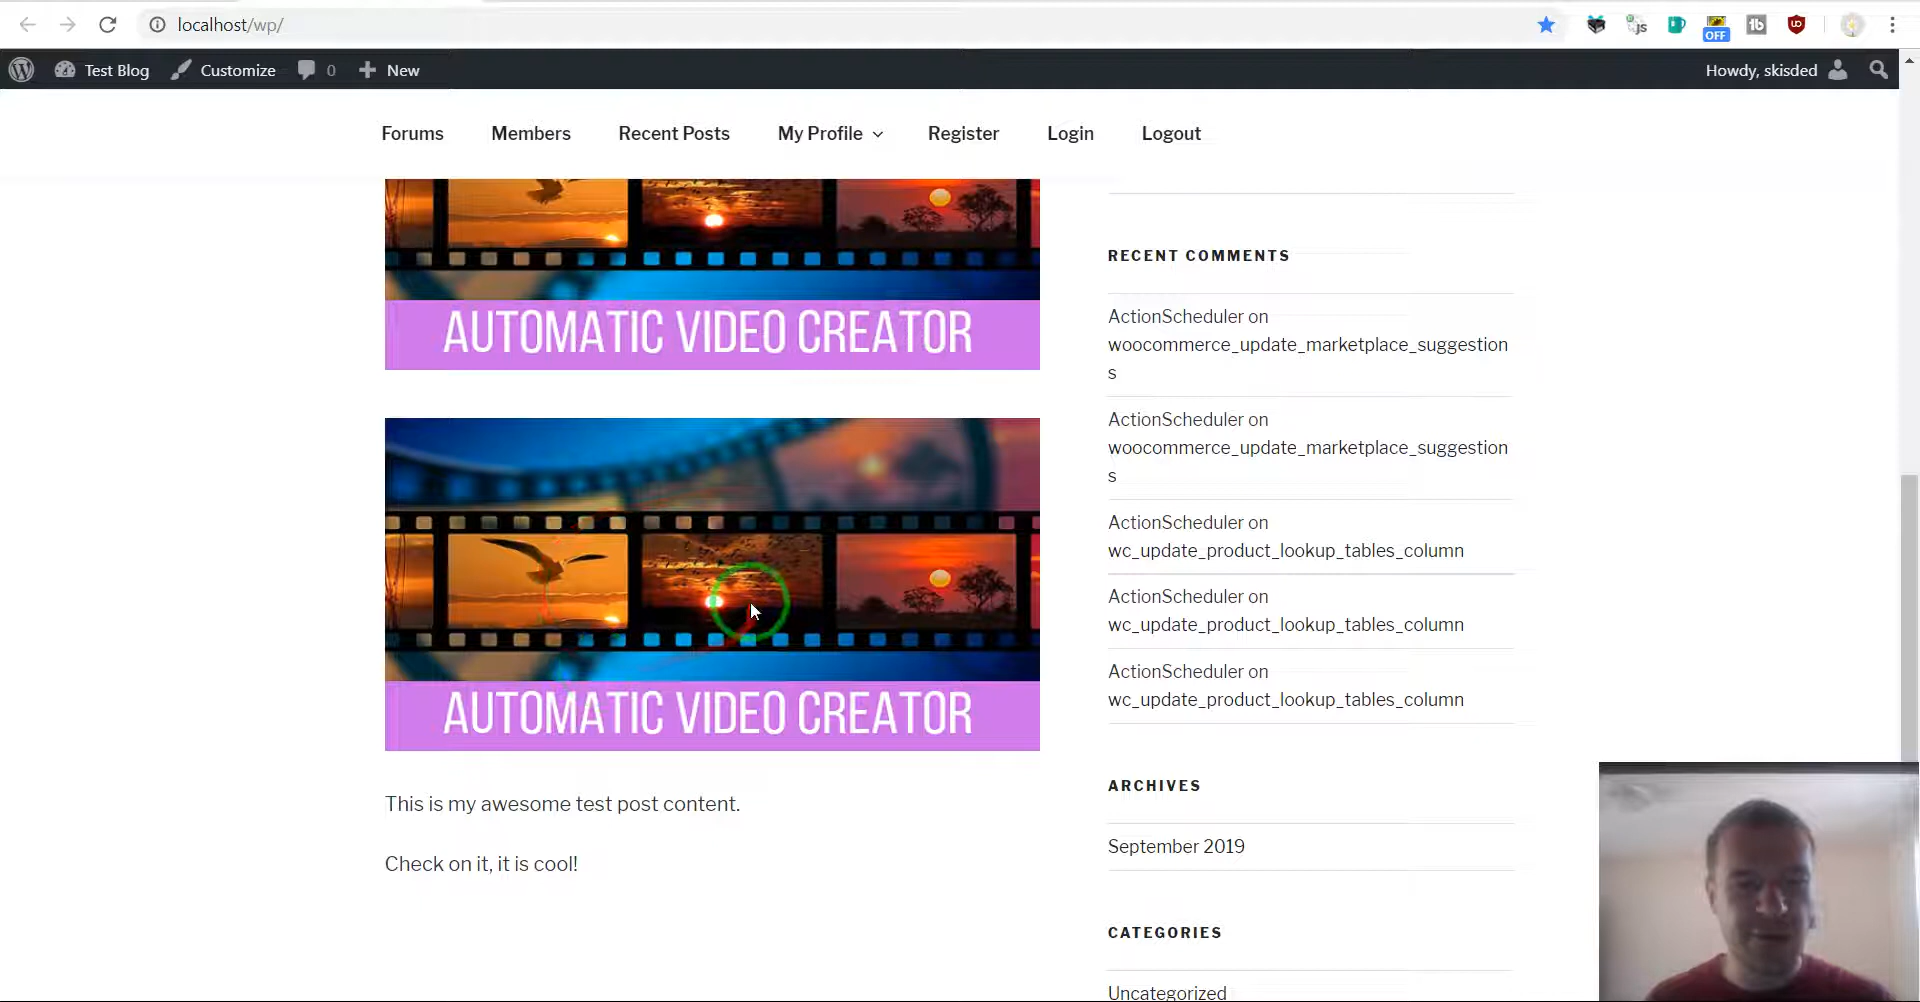 localhost/wp/
JS
OFF
Test Blog
Customize
0
New
Howdy, skisded
Forums
Members
Recent Posts
My Profile
Register
Login
Logout
AUTOMATIC VIDEO CREATOR
AUTOMATIC VIDEO CREATOR
This is my awesome test post content.
Check on it, it is cool!
RECENT COMMENTS
ActionScheduler on
woocommerce_update_marketplace_suggestion
s
ActionScheduler on
woocommerce_update_marketplace_suggestion
s
ActionScheduler on
wc_update_product_lookup_tables_column
ActionScheduler on
wc_update_product_lookup_tables_column
ActionScheduler on
wc_update_product_lookup_tables_column
ARCHIVES
September 2019
CATEGORIES
Uncategorized